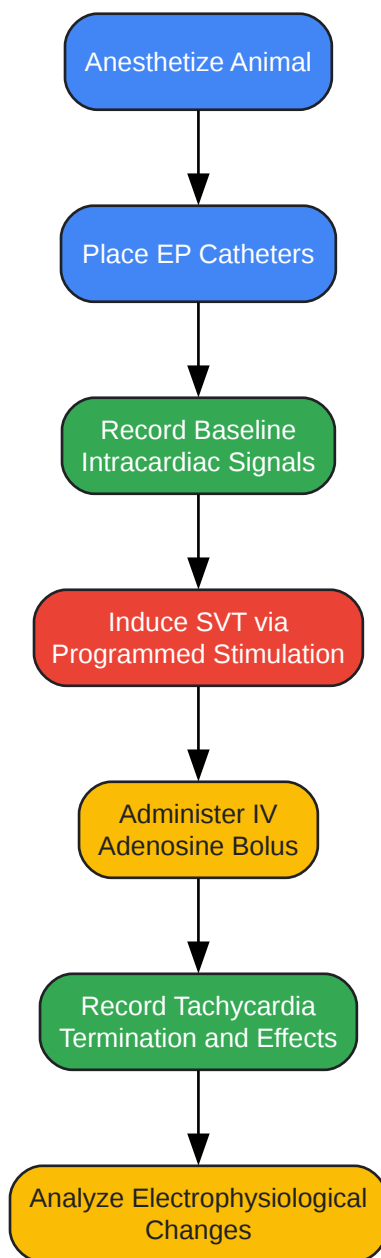 Anesthetize Animal
Place EP Catheters
Record Baseline
Intracardiac Signals
Induce SVT via
Programmed Stimulation
Administer IV
Adenosine Bolus
Record Tachycardia
Termination and Effects
Analyze Electrophysiological
Changes